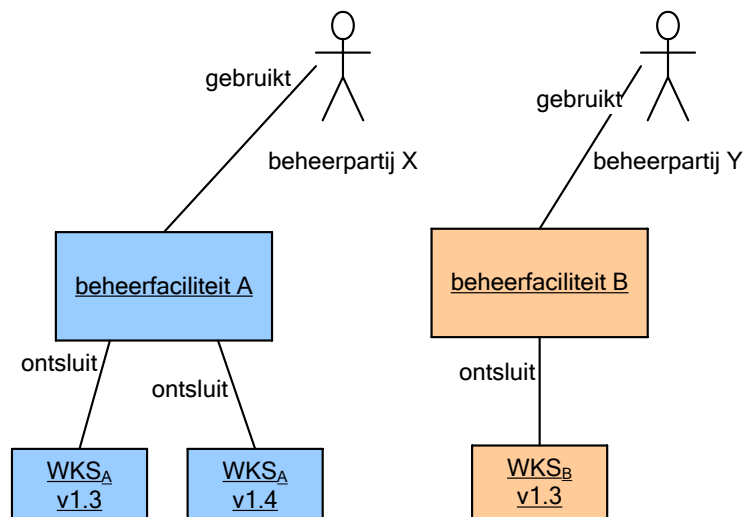 gebruikt
gebruikt
beheerpartij X
beheerpartij Y
beheerfaciliteit A
beheerfaciliteit B
ontsluit
ontsluit
ontsluit
WKSA
v1.3
WKSA
v1.4
WKSB
v1.3